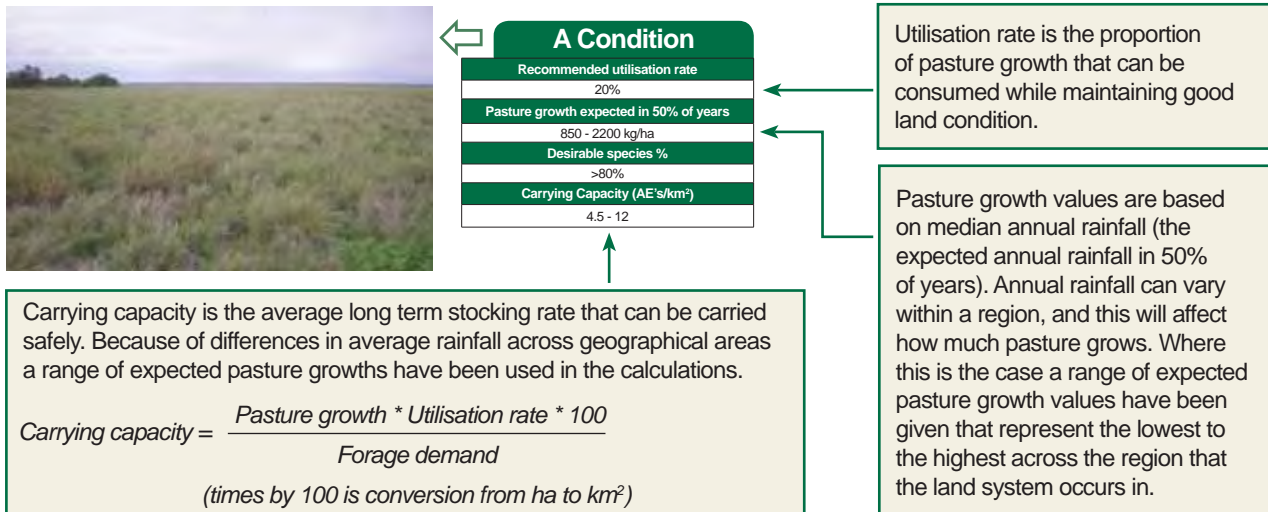 A Condition
Recommended utilisation rate
20%
Pasture growth expected in 50% of years
850 - 2200 kg/ha
Desirable species %
>80%
Carrying Capacity (AE's/km²)
4.5 - 12
Utilisation rate is the proportion
of pasture growth that can be
consumed while maintaining good
land condition.
Pasture growth values are based
on median annual rainfall (the
expected annual rainfall in 50%
of years). Annual rainfall can vary
within a region, and this will affect
how much pasture grows. Where
this is the case a range of expected
pasture growth values have been
given that represent the lowest to
the highest across the region that
the land system occurs in.
Carrying capacity is the average long term stocking rate that can be carried
safely. Because of differences in average rainfall across geographical areas
a range of expected pasture growths have been used in the calculations.
Carrying capacity = Pasture growth * Utilisation rate * 100
Forage demand
(times by 100 is conversion from ha to km²)